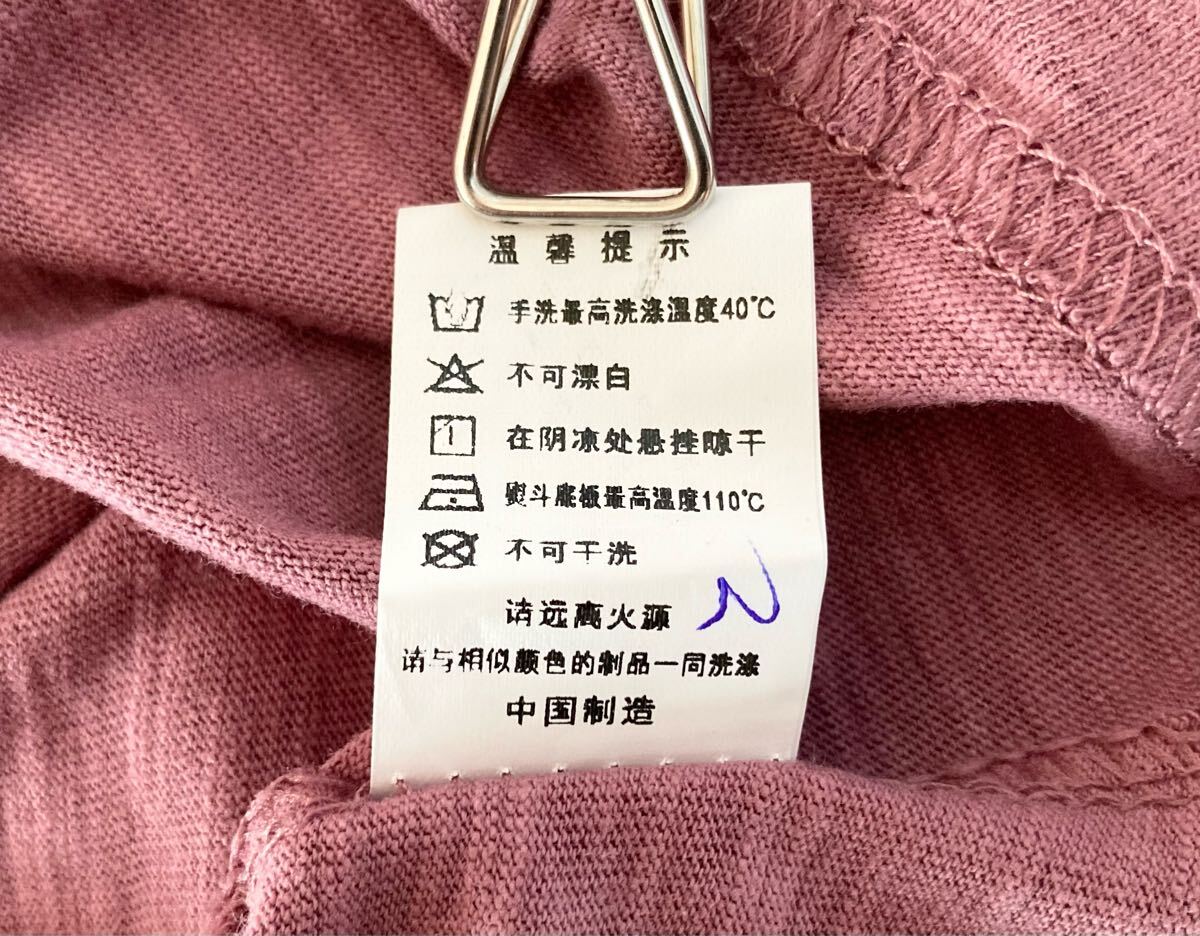 温馨提示
手洗最高洗涤温度40℃
不可漂白
在阴凉处悬挂晾干
熨斗底板最高温度110℃
不可干洗
请远离火源
请与相似颜色的制品一同洗涤
中国制造